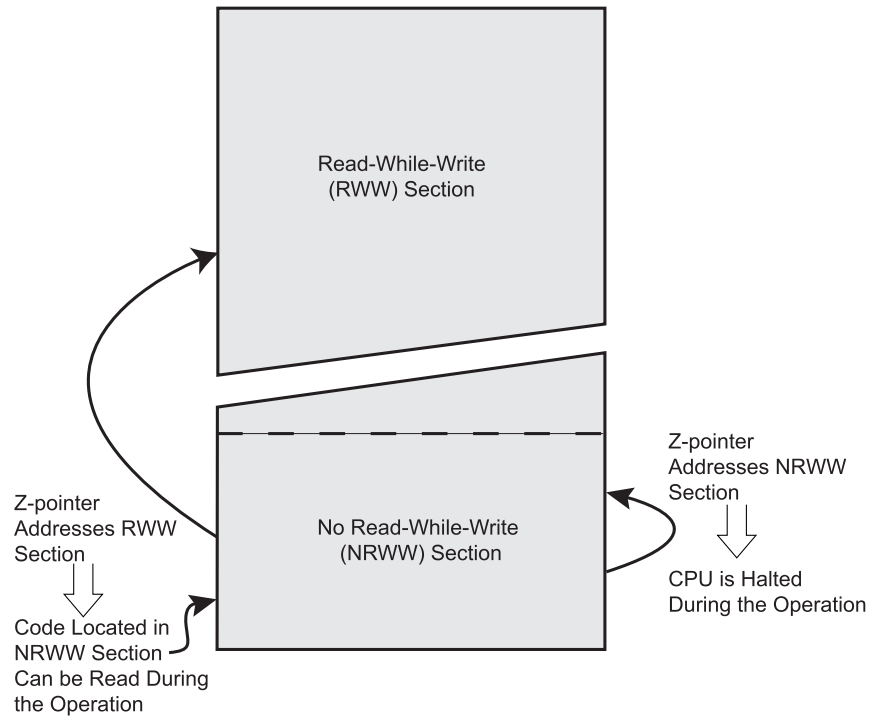 Read-While-Write
(RWW) Section
Z-pointer
Addresses NRWW
Section
CPU is Halted
During the Operation
No Read-While-Write
(NRWW) Section
Z-pointer
Addresses RWW
Section
Code Located in
NRWW Section
Can be Read During
the Operation